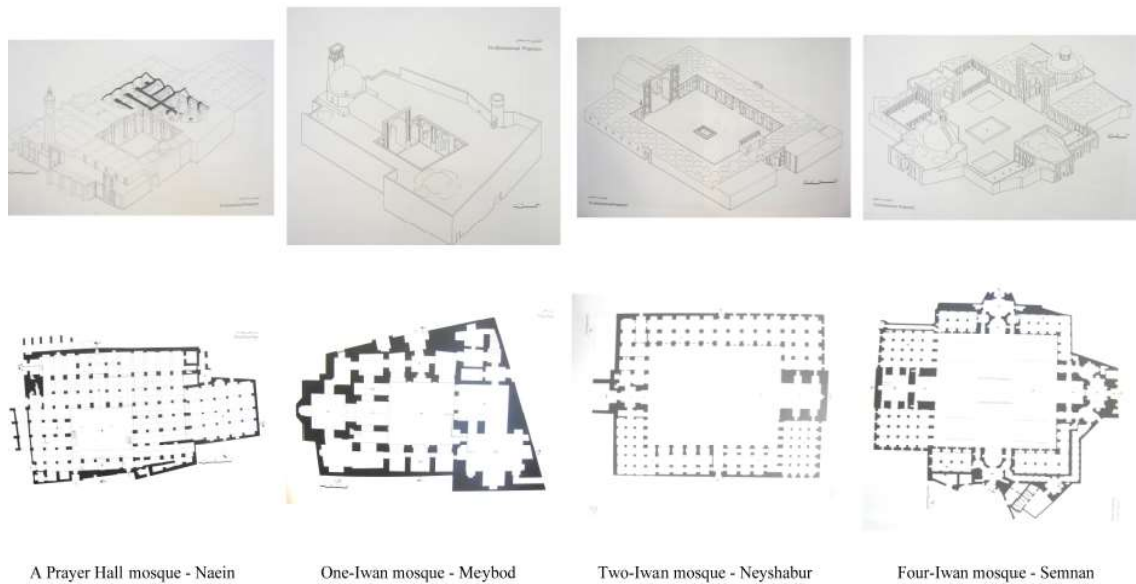 A Prayer Hall mosque - Naein
One-Iwan mosque - Meybod
Two-Iwan mosque - Neyshabur
Four-Iwan mosque - Semnan